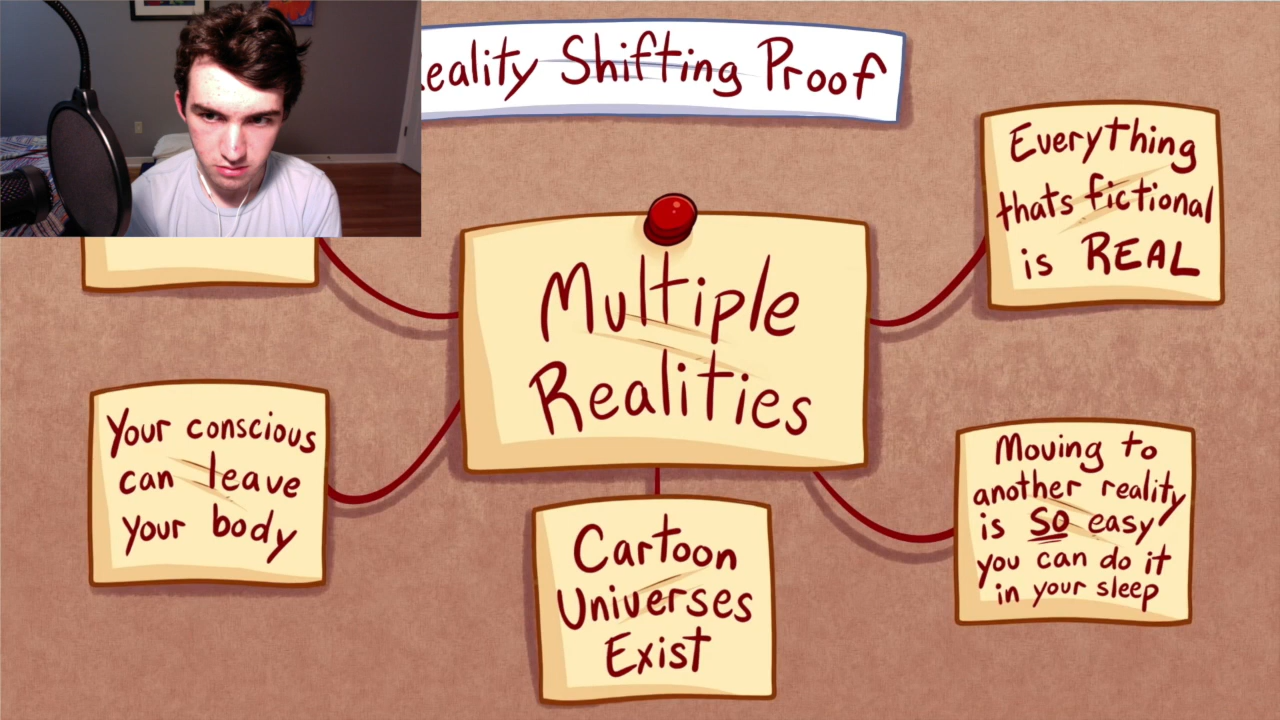 eality Shifting Proof
Everything
thats fictional
is REAL
Multiple
Realities
Your conscious
can leave
your body
Moving to
another reality
is SO easy
you can do it
in your sleep
Cartoon
Universes
Exist